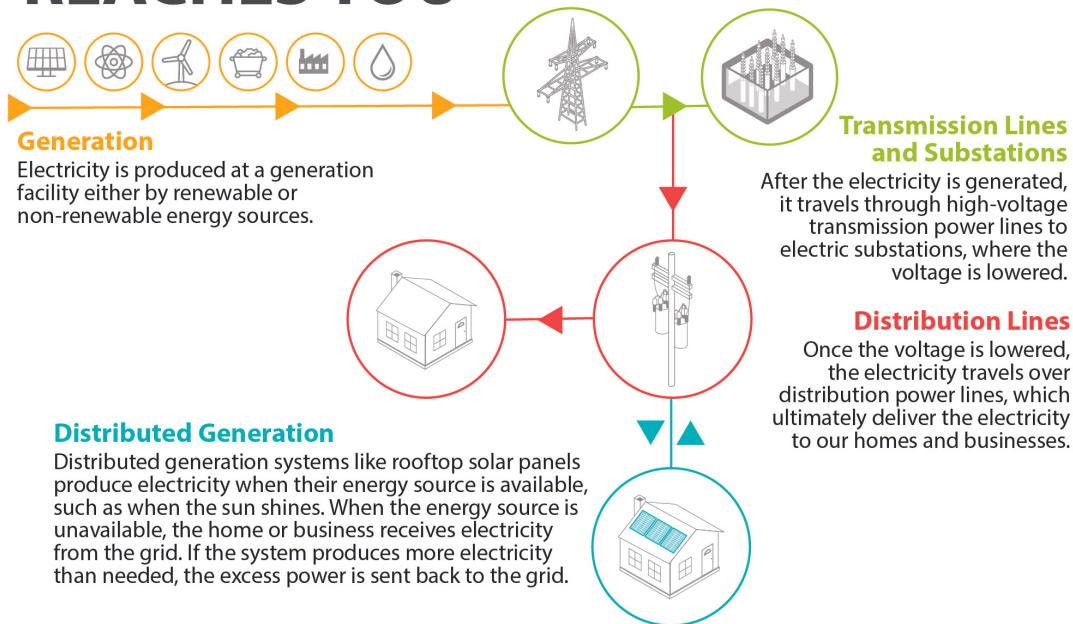 REACHES YOU
Generation
Electricity is produced at a generation
facility either by renewable or
non-renewable energy sources.
Transmission Lines
and Substations
After the electricity is generated,
it travels through high-voltage
transmission power lines to
electric substations, where the
voltage is lowered.
Distribution Lines
Once the voltage is lowered,
the electricity travels over
distribution power lines, which
ultimately deliver the electricity
to our homes and businesses.
Distributed Generation
Distributed generation systems like rooftop solar panels
produce electricity when their energy source is available,
such as when the sun shines. When the energy source is
unavailable, the home or business receives electricity
from the grid. If the system produces more electricity
than needed, the excess power is sent back to the grid.